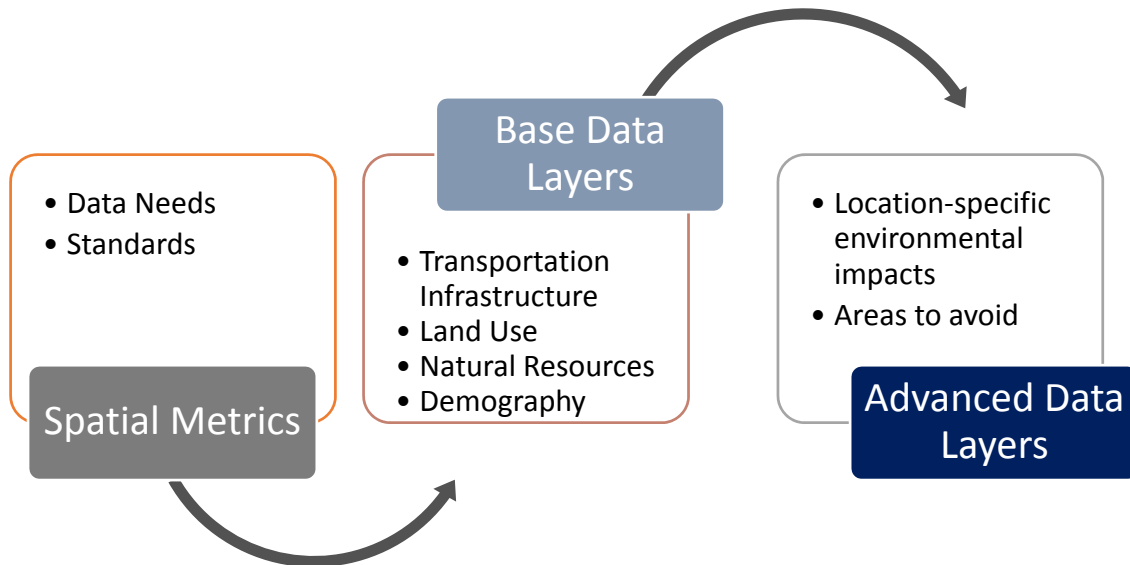 • Data Needs
• Standards
Spatial Metrics
Base Data
Layers
• Transportation
Infrastructure
• Land Use
• Natural Resources
• Demography
• Location-specific
environmental
impacts
• Areas to avoid
Advanced Data
Layers